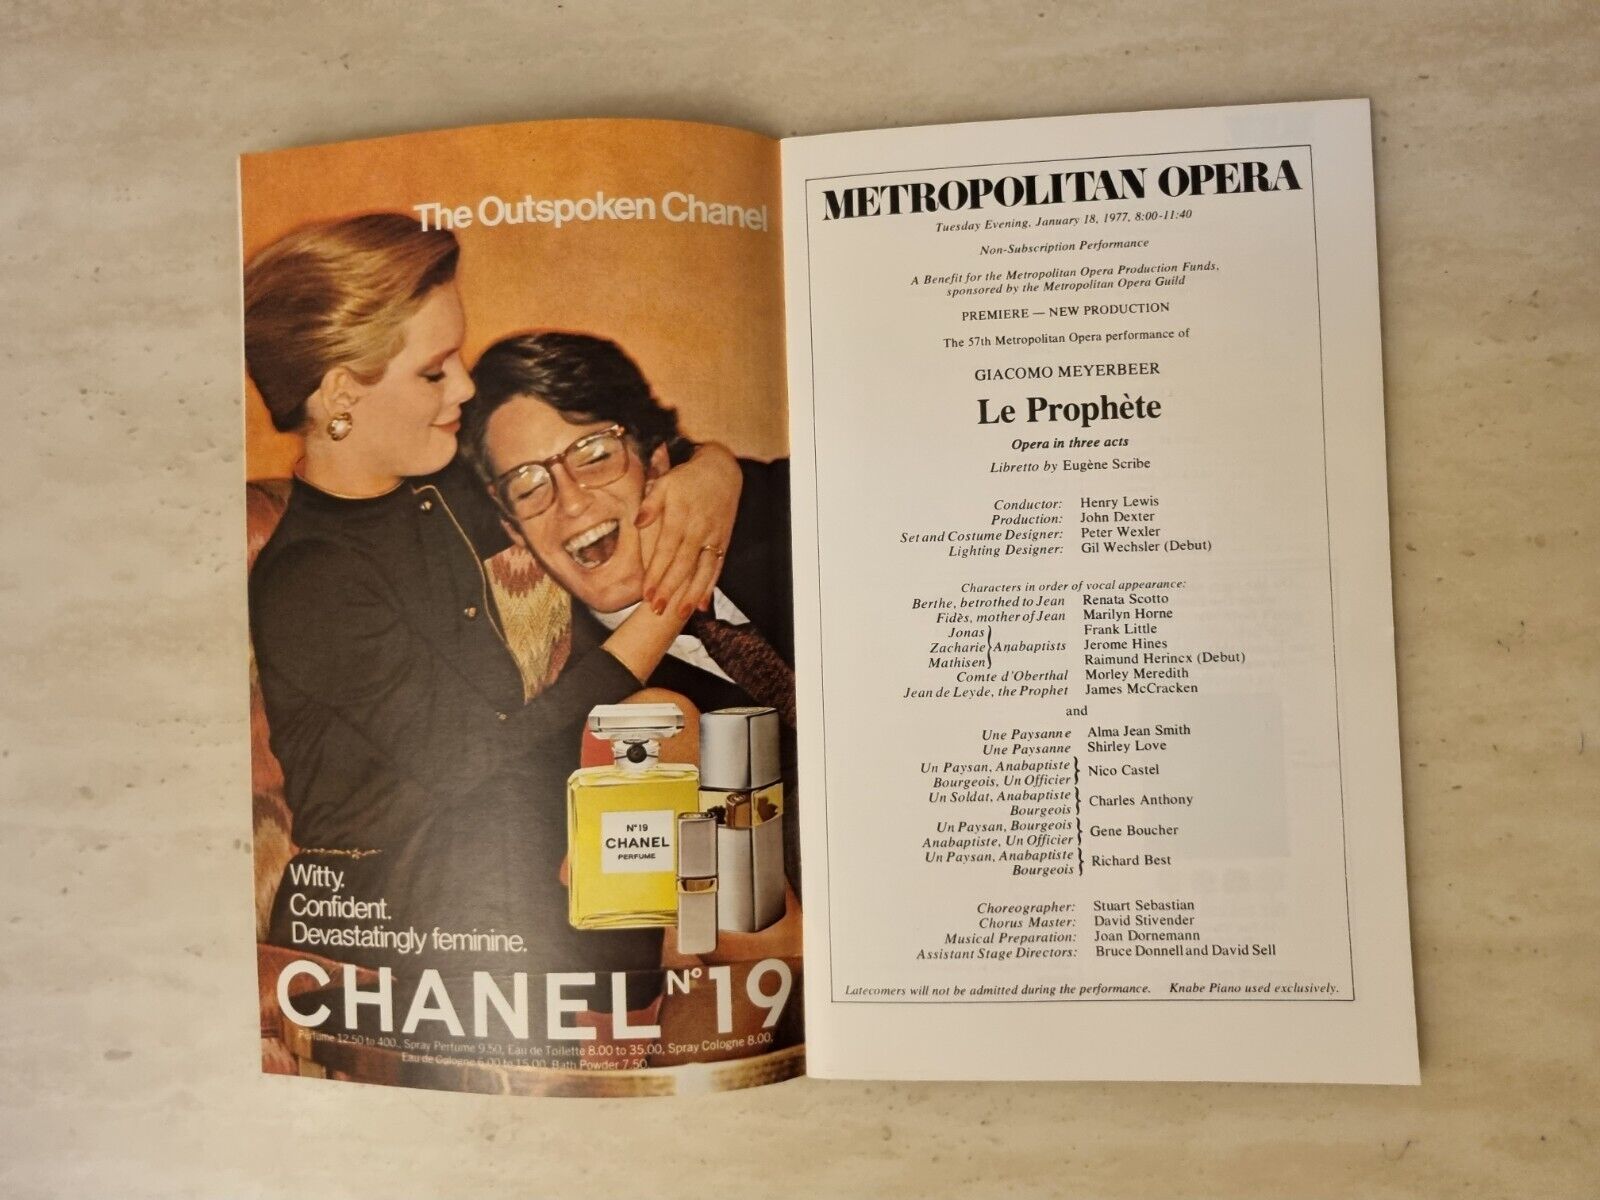 The Outspoken Chanel
N°19
CHANEL
PERFUME
Witty.
Confident.
Devastatingly feminine.
CHANEL N° 19
Perfume 12.50 to 400., Spray Perfume 9.50, Eau de Toilette 8.00 to 35.00, Spray Cologne 8.00,
Eau de Cologne 6.00 to 15.00, Bath Powder 7.50.
METROPOLITAN OPERA
Tuesday Evening, January 18, 1977, 8:00-11:40
Non-Subscription Performance
A Benefit for the Metropolitan Opera Production Funds,
sponsored by the Metropolitan Opera Guild
PREMIERE — NEW PRODUCTION
The 57th Metropolitan Opera performance of
GIACOMO MEYERBEER
Le Prophète
Opera in three acts
Libretto by Eugène Scribe
Conductor: Henry Lewis
Production: John Dexter
Set and Costume Designer: Peter Wexler
Lighting Designer: Gil Wechsler (Debut)
Characters in order of vocal appearance:
Berthe, betrothed to Jean Renata Scotto
Fidès, mother of Jean Marilyn Horne
Jonas Frank Little
Zacharie Anabaptists Jerome Hines
Mathisen Raimund Herincx (Debut)
Comte d'Oberthal Morley Meredith
Jean de Leyde, the Prophet James McCracken
and
Une Paysanne Alma Jean Smith
Une Paysanne Shirley Love
Un Paysan, Anabaptiste
Bourgeois, Un Officier Nico Castel
Un Soldat, Anabaptiste
Bourgeois Charles Anthony
Un Paysan, Bourgeois
Anabaptiste, Un Officier Gene Boucher
Un Paysan, Anabaptiste
Bourgeois Richard Best
Choreographer: Stuart Sebastian
Chorus Master: David Stivender
Musical Preparation: Joan Dornemann
Assistant Stage Directors: Bruce Donnell and David Sell
Latecomers will not be admitted during the performance. Knabe Piano used exclusively.